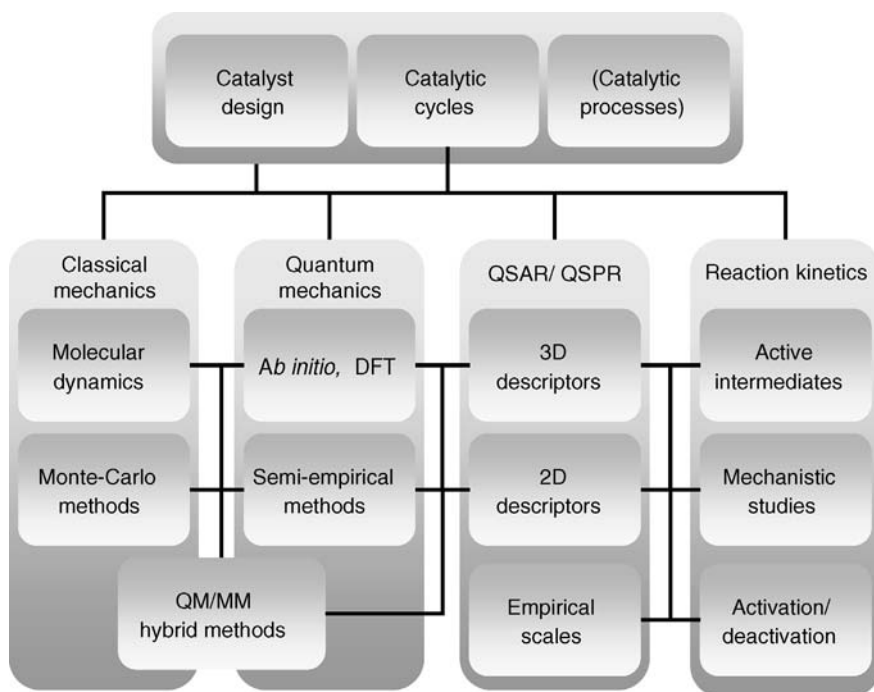 Catalyst
design
Catalytic
cycles
(Catalytic
processes)
Classical
mechanics
Molecular
dynamics
Monte-Carlo
methods
Quantum
mechanics
Ab initio, DFT
Semi-empirical
methods
QM/MM
hybrid methods
QSAR/ QSPR
3D
descriptors
2D
descriptors
Empirical
scales
Reaction kinetics
Active
intermediates
Mechanistic
studies
Activation/
deactivation